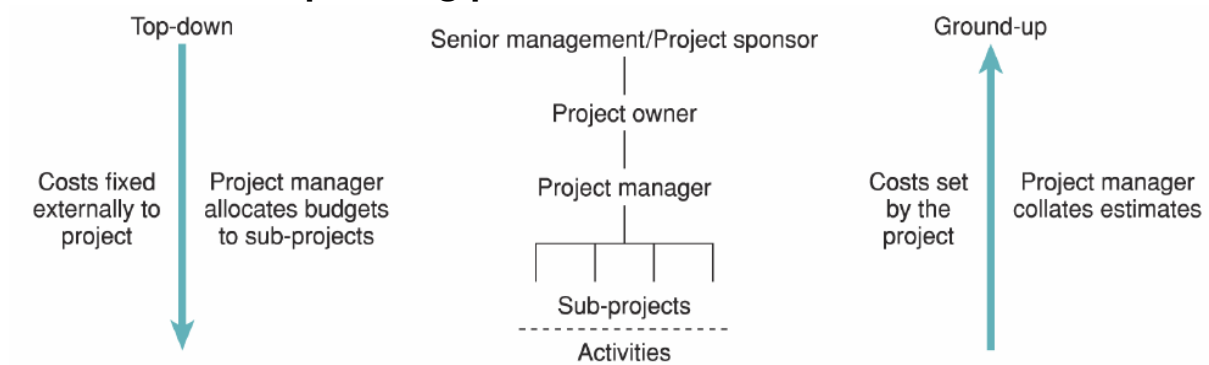 Top-down
Senior management/Project sponsor
Ground-up
Project owner
Project manager
Costs fixed
externally to
project
Project manager
allocates budgets
to sub-projects
Costs set
by the
project
Project manager
collates estimates
Sub-projects
Activities